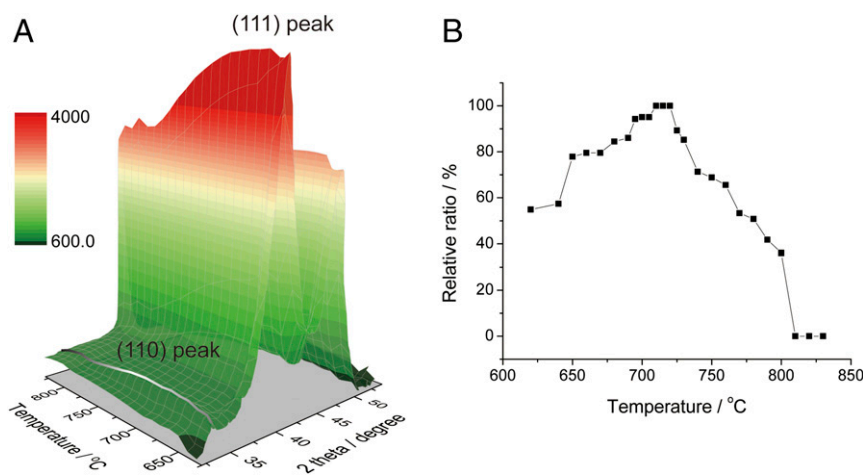 A
(111) peak
4000
600.0
(110) peak
800
750
700
650
Temperature / °C
35
40
45
50
2 theta / degree
B
100
80
60
40
20
0
Relative ratio / %
600 650 700 750 800 850
Temperature / °C